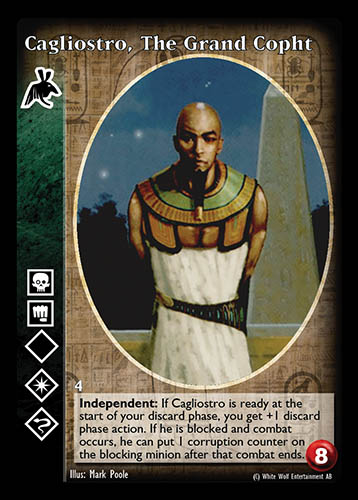 Cagliostro, The Grand Copht
4
Independent: If Cagliostro is ready at the
start of your discard phase, you get +1 discard
phase action. If he is blocked and combat
occurs, he can put 1 corruption counter on
the blocking minion after that combat ends.
8
Illus: Mark Poole
(C) White Wolf Entertainment AB